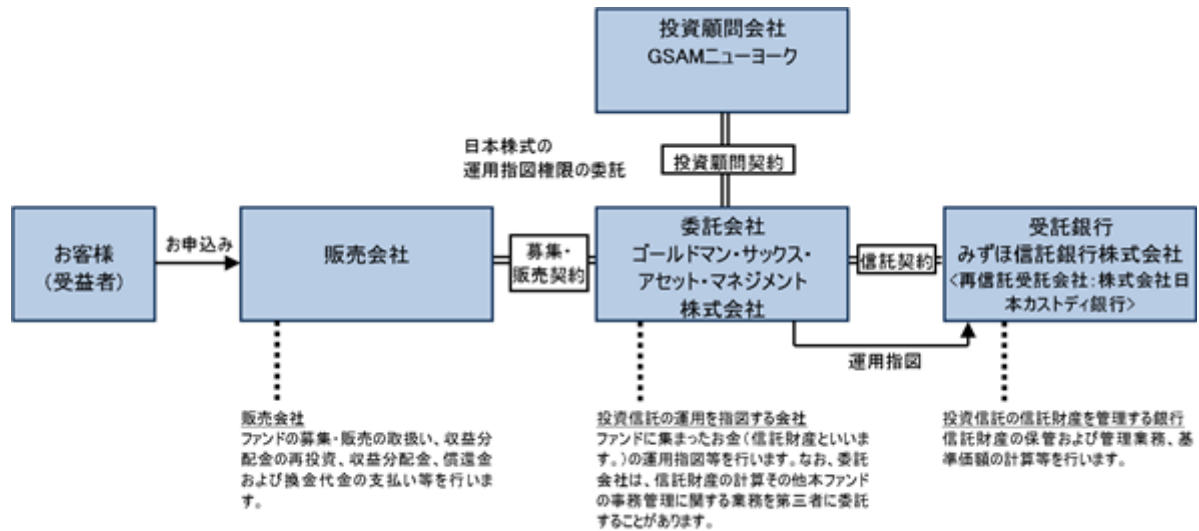 投資顧問会社
GSAMニューヨーク
日本株式の
運用指図権限の委託
投資顧問契約
お客様
(受益者)
お申込み
販売会社
募集・
販売契約
委託会社
ゴールドマン・サックス・
アセット・マネジメント
株式会社
信託契約
受託銀行
みずほ信託銀行株式会社
<再信託受託会社:株式会社日
本カストディ銀行>
運用指図
販売会社
ファンドの募集・販売の取扱い、収益分
配金の再投資、収益分配金、償還金
および換金代金の支払い等を行いま
す。
投資信託の運用を指図する会社
ファンドに集まったお金(信託財産といいま
す。)の運用指図等を行います。なお、委託
会社は、信託財産の計算その他本ファンド
の事務管理に関する業務を第三者に委託
することがあります。
投資信託の信託財産を管理する銀行
信託財産の保管および管理業務、基
準価額の計算等を行います。